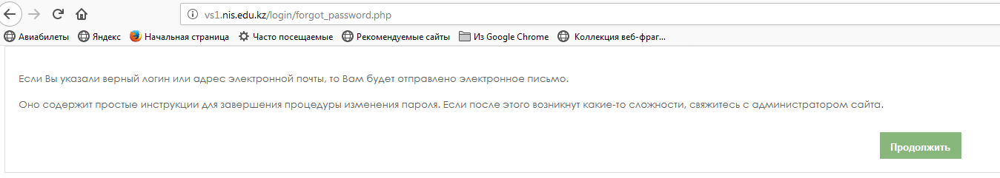 vs1.nis.edu.kz/login/forgot_password.php
Авиабилеты Яндекс Начальная страница Часто посещаемые Рекомендуемые сайты Из Google Chrome Коллекция веб-фраг...
Если Вы указали верный логин или адрес электронной почты, то Вам будет отправлено электронное письмо.
Оно содержит простые инструкции для завершения процедуры изменения пароля. Если после этого возникнут какие-то сложности, свяжитесь с администратором сайта.
Продолжить